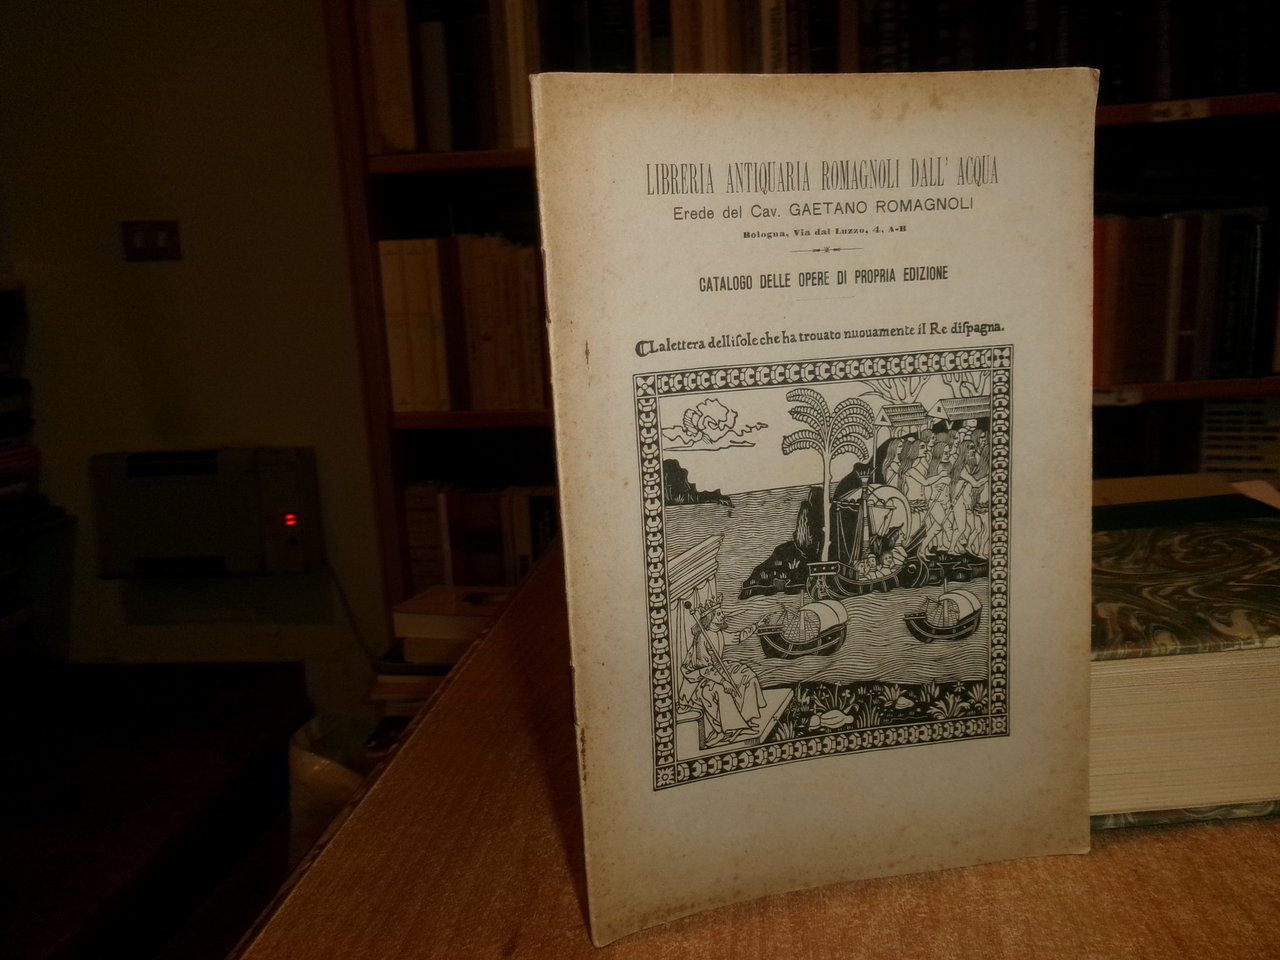 LIBRERIA ANTIQUARIA ROMAGNOLI DALL' ACQUA
Erede del Cav. GAETANO ROMAGNOLI
Bologna, Via dal Luzzo, 4, A-B
CATALOGO DELLE OPERE DI PROPRIA EDIZIONE
La lettera delliſole che ha trouato nuouamente il Re diſpagna.